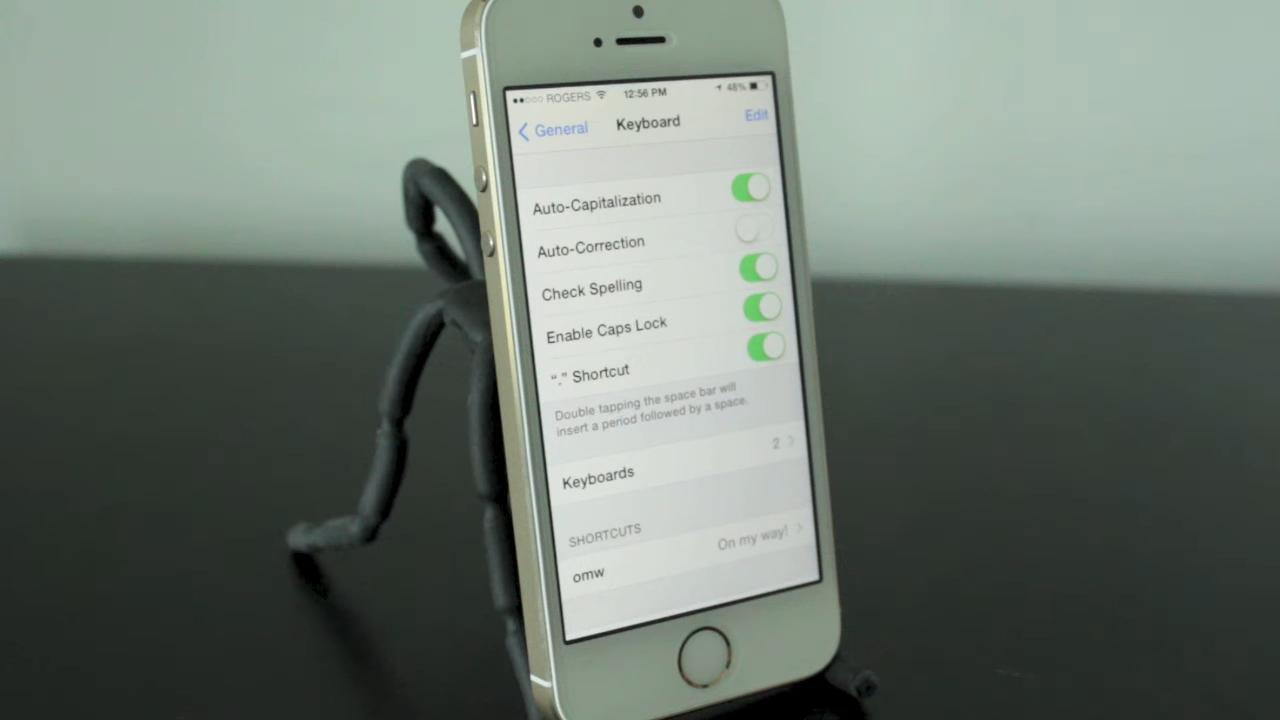 ROGERS 12:56 PM 48%
General Keyboard Edit
Auto-Capitalization
Auto-Correction
Check Spelling
Enable Caps Lock
“.” Shortcut
Double tapping the space bar will
insert a period followed by a space.
Keyboards 2
SHORTCUTS
omw On my way!